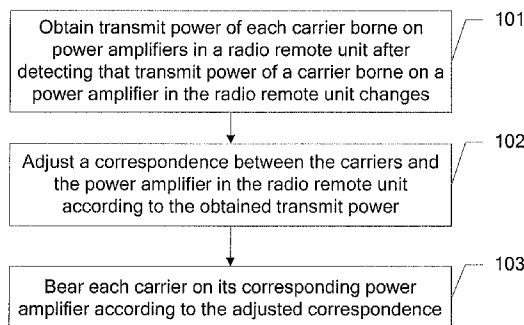 Obtain transmit power of each carrier borne on
power amplifiers in a radio remote unit after
detecting that transmit power of a carrier borne on a
power amplifier in the radio remote unit changes
101
Adjust a correspondence between the carriers and
the power amplifier in the radio remote unit
according to the obtained transmit power
102
Bear each carrier on its corresponding power
amplifier according to the adjusted correspondence
103